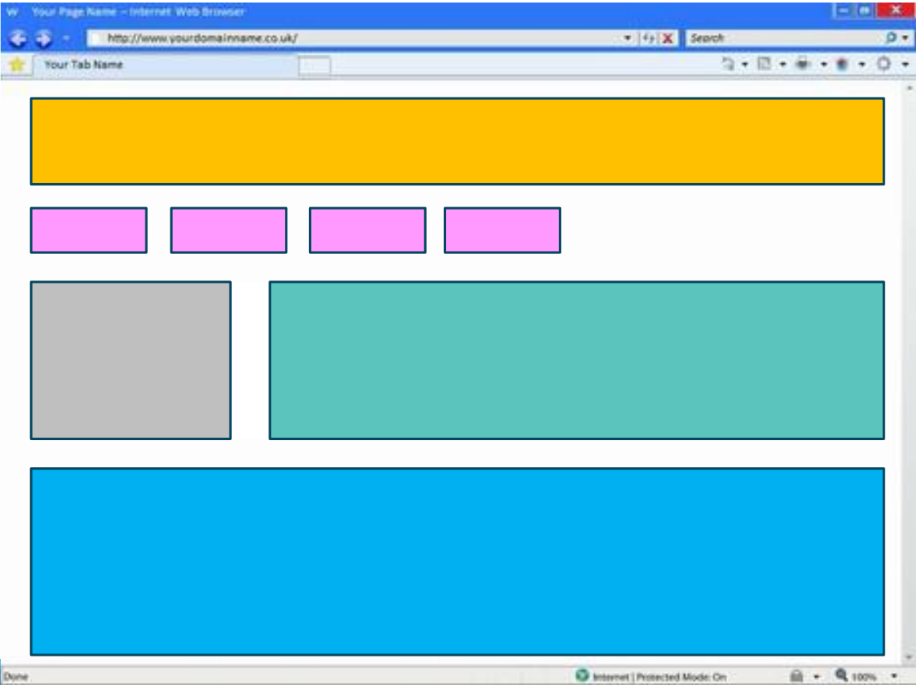 W Your Page Name – Internet Web Browser
http://www.yourdomainname.co.uk/ Search
Your Tab Name
Done Internet | Protected Mode: On 100%